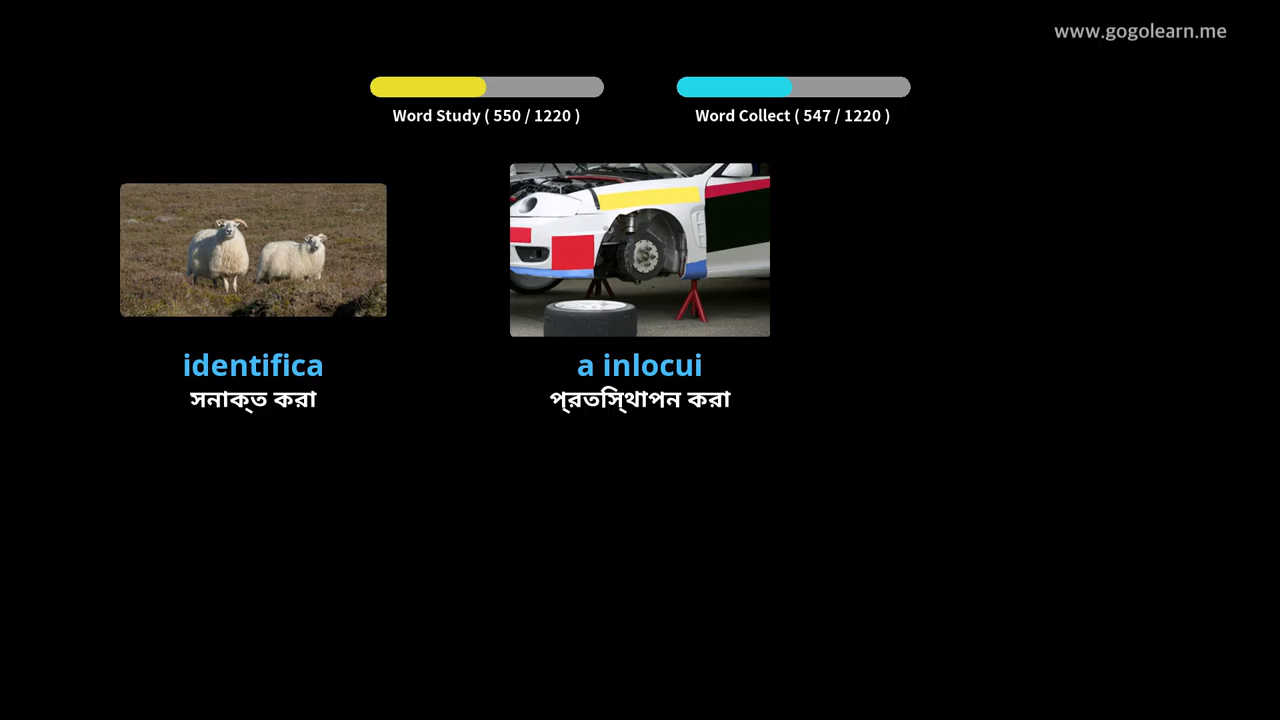 www.gogolearn.me
Word Study ( 550 / 1220 )
Word Collect ( 547 / 1220 )
identifica
সনাক্ত করা
a inlocui
প্রতিস্থাপন করা